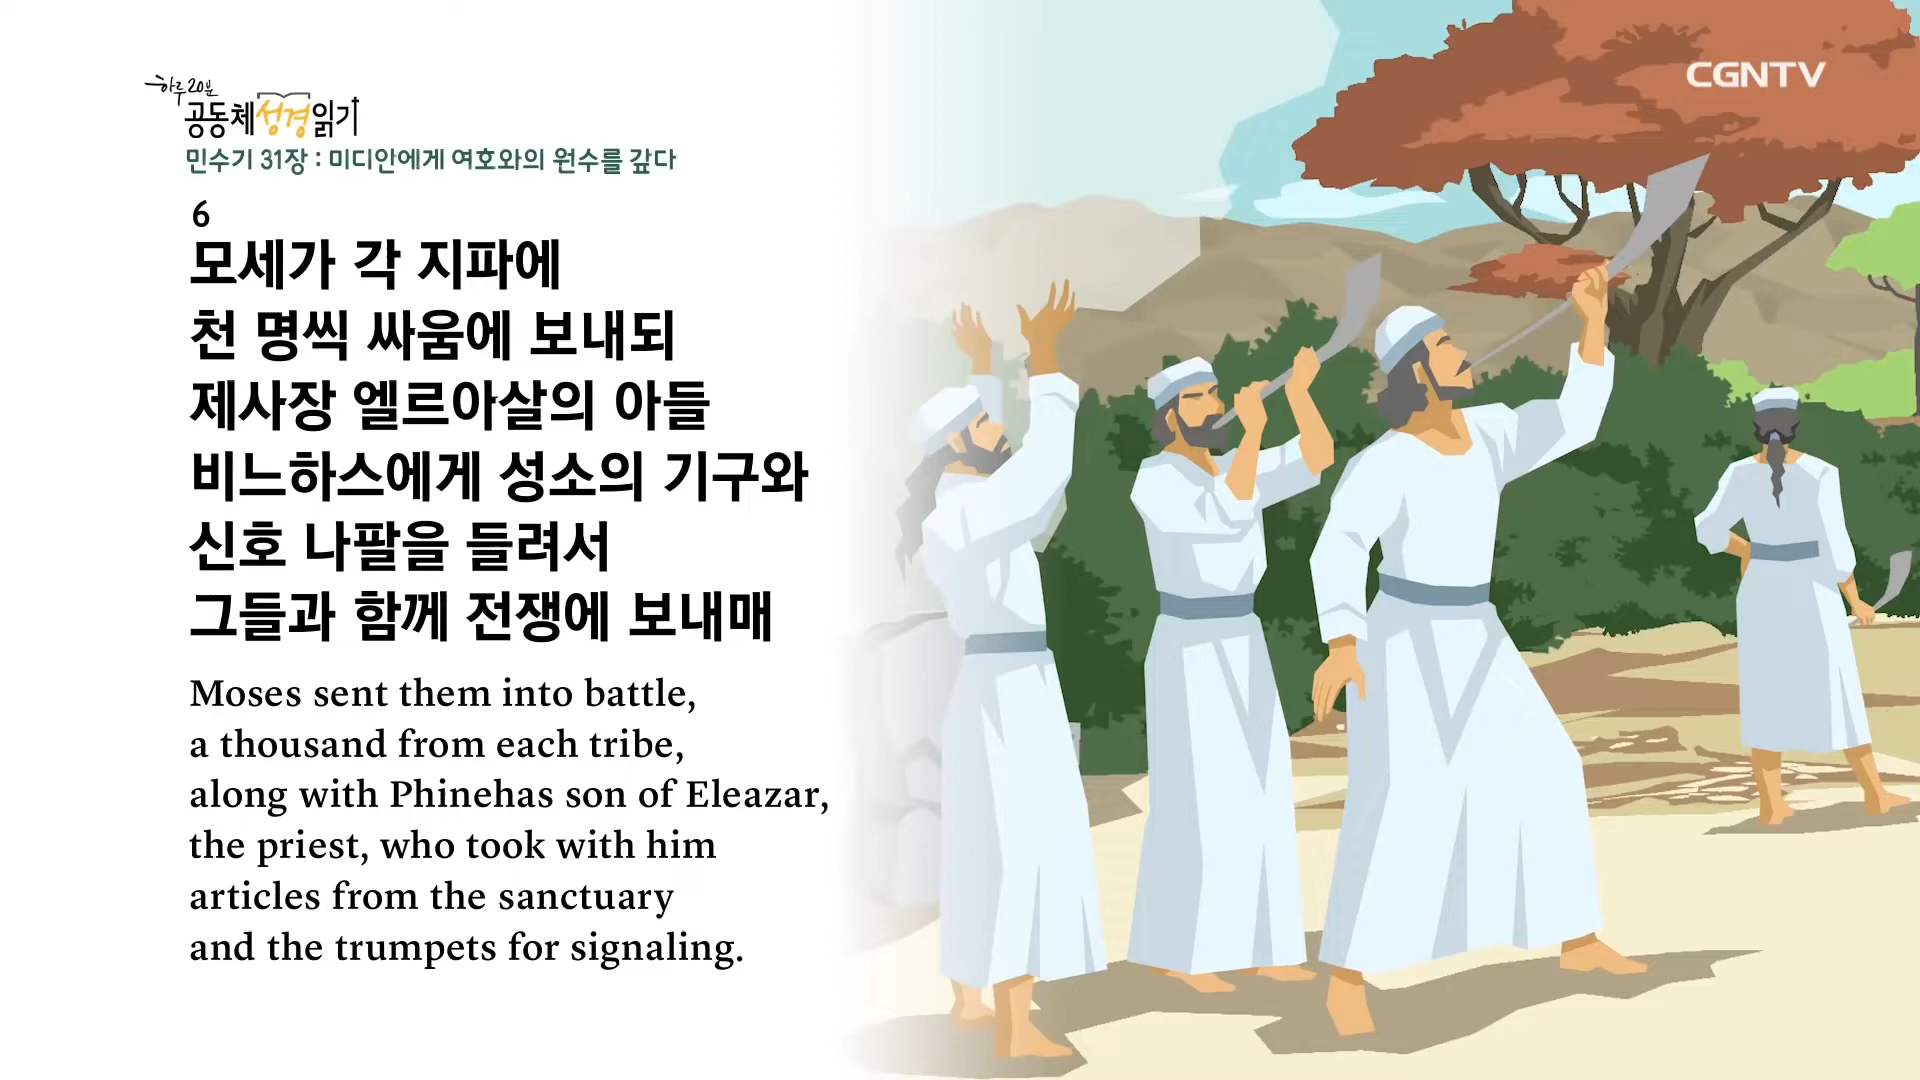 하루 20분
공동체성경읽기
CGNTV
민수기 31장 : 미디안에게 여호와의 원수를 갚다
6
모세가 각 지파에
천 명씩 싸움에 보내되
제사장 엘르아살의 아들
비느하스에게 성소의 기구와
신호 나팔을 들려서
그들과 함께 전쟁에 보내매
Moses sent them into battle,
a thousand from each tribe,
along with Phinehas son of Eleazar,
the priest, who took with him
articles from the sanctuary
and the trumpets for signaling.